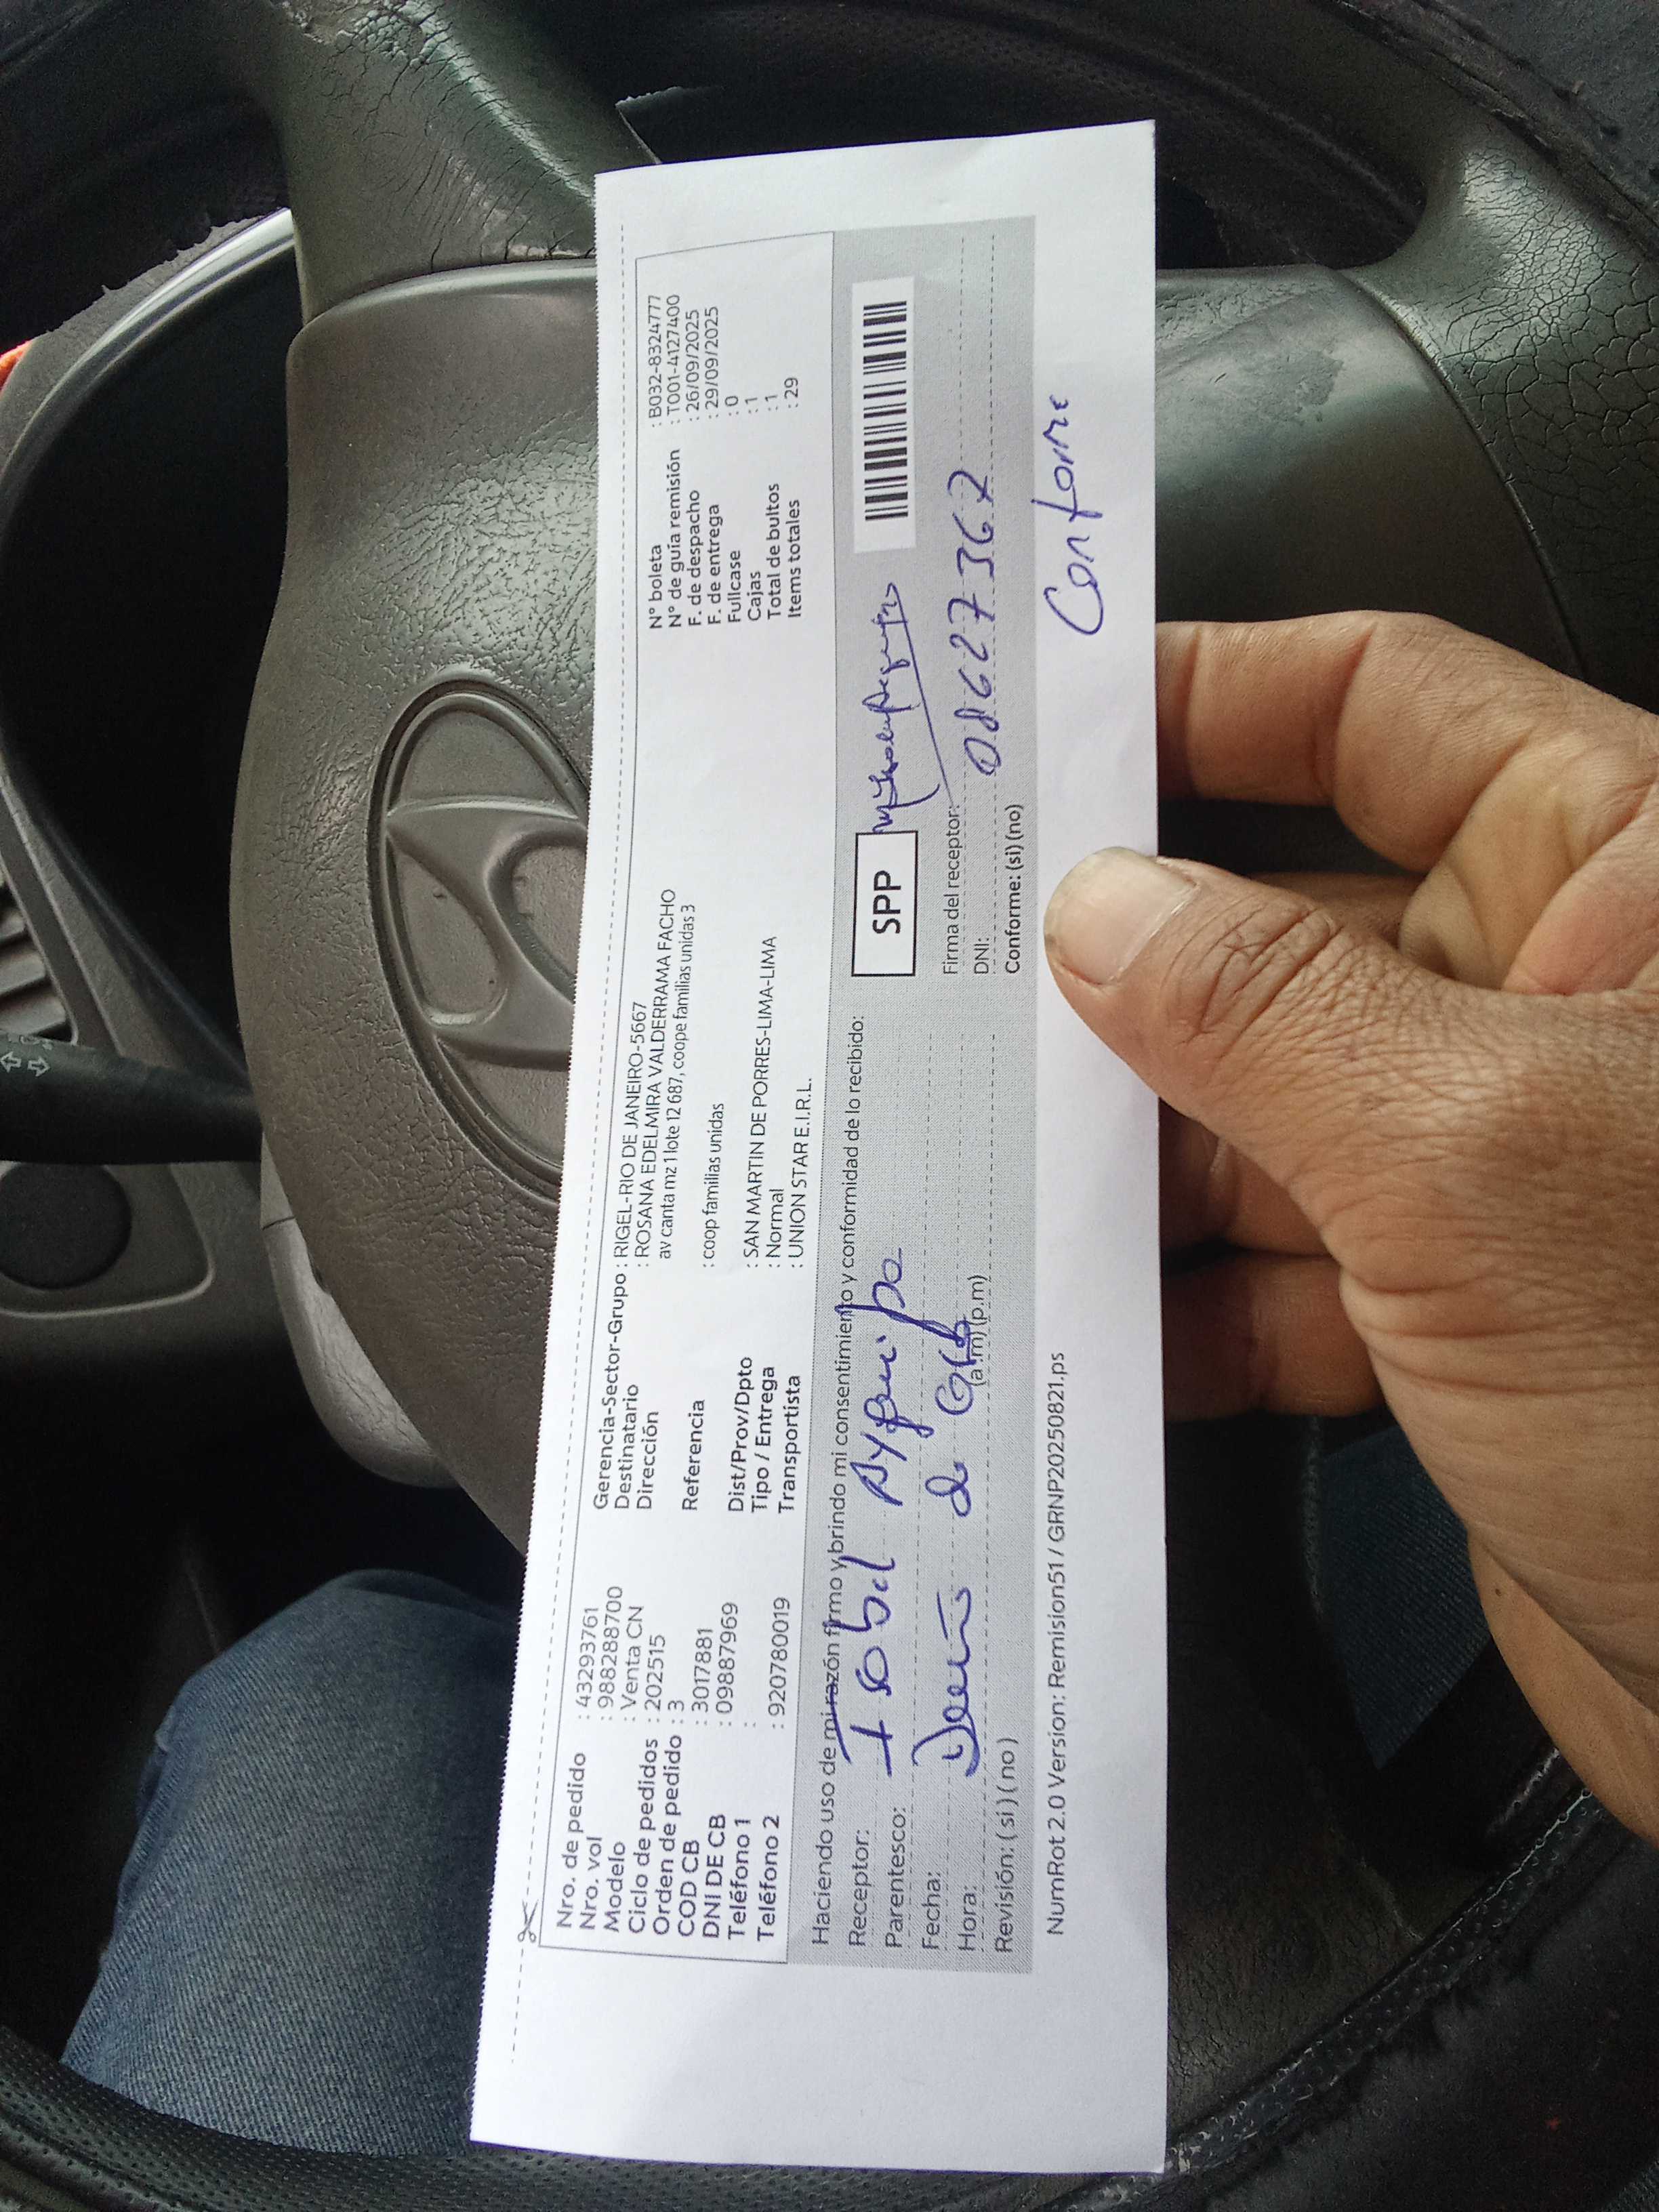 Nro. de pedido : 43293761
Nro. vol : 9882888700
Modelo : Venta CN
Ciclo de pedidos : 202515
Orden de pedido : 3
COD CB : 3017881
DNI DE CB : 09887969
Teléfono 1 :
Teléfono 2 : 920780019
Gerencia-Sector-Grupo : RIGEL-RIO DE JANEIRO-5667
Destinatario : ROSANA EDELMIRA VALDERRAMA FACHO
Dirección av canta mz 1 lote 12 687, coope familias unidas 3
Referencia : coop familias unidas
Dist/Prov/Dpto : SAN MARTIN DE PORRES-LIMA-LIMA
Tipo / Entrega : Normal
Transportista : UNION STAR E.I.R.L.
N° boleta : B032-8324777
N° de guía remisión : T001-4127400
F. de despacho : 26/09/2025
F. de entrega : 29/09/2025
Fullcase : 0
Cajas : 1
Total de bultos : 1
Items totales : 29
Haciendo uso de mi razón firmo y brindo mi consentimiento y conformidad de lo recibido:
Receptor: Isabel
Parentesco:
Fecha: de
Hora: (a.m) (p.m)
Revisión: ( si ) ( no )
SPP
Firma del receptor:
DNI: 08627367
Conforme: (si) (no)
Conforme
NumRot 2.0 Version: Remision51 / GRNP20250821.ps